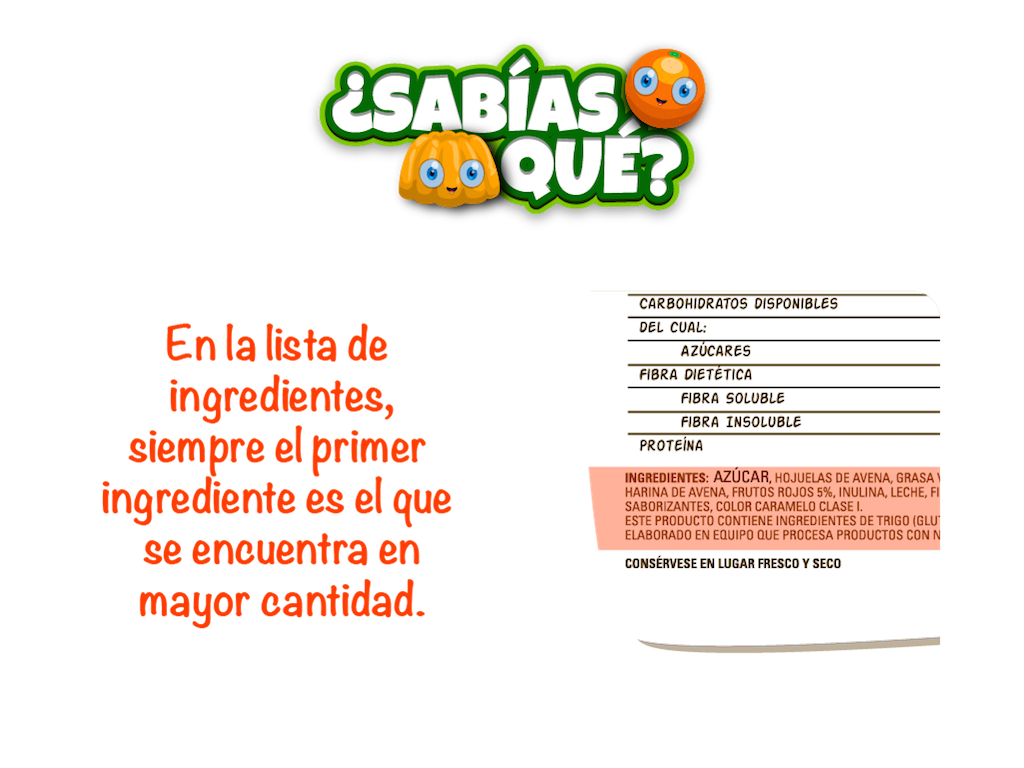 ¿SABÍAS
QUÉ?
En la lista de
ingredientes,
siempre el primer
ingrediente es el que
se encuentra en
mayor cantidad.
CARBOHIDRATOS DISPONIBLES
DEL CUAL:
AZÚCARES
FIBRA DIETÉTICA
FIBRA SOLUBLE
FIBRA INSOLUBLE
PROTEÍNA
INGREDIENTES: AZÚCAR, HOJUELAS DE AVENA, GRASA
HARINA DE AVENA, FRUTOS ROJOS 5%, INULINA, LECHE,
SABORIZANTES, COLOR CARAMELO CLASE I.
ESTE PRODUCTO CONTIENE INGREDIENTES DE TRIGO
ELABORADO EN EQUIPO QUE PROCESA PRODUCTOS CON
CONSÉRVESE EN LUGAR FRESCO Y SECO